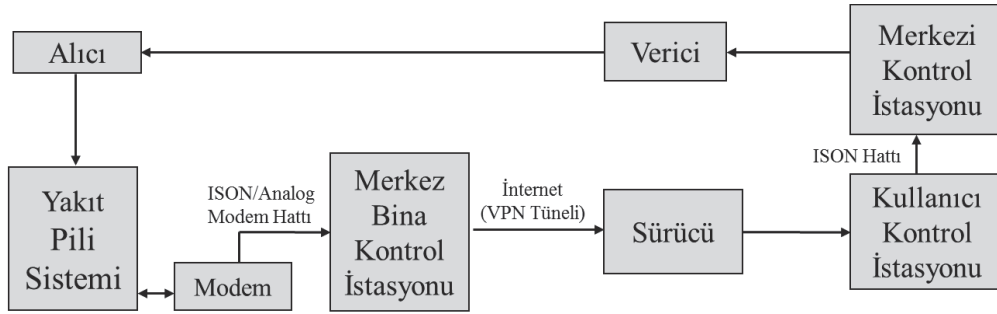 Alıcı
Verici
Merkezi
Kontrol
İstasyonu
ISON Hattı
Yakıt
Pili
Sistemi
ISON/Analog
Modem Hattı
Modem
Merkez
Bina
Kontrol
İstasyonu
İnternet
(VPN Tüneli)
Sürücü
Kullanıcı
Kontrol
İstasyonu